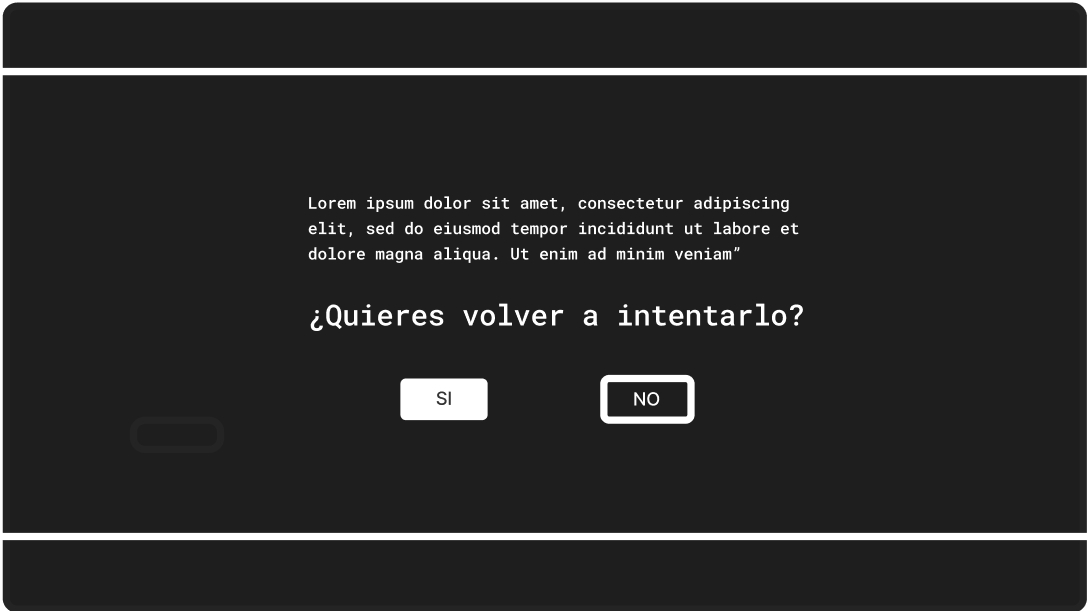 Lorem ipsum dolor sit amet, consectetur adipiscing
elit, sed do eiusmod tempor incididunt ut labore et
dolore magna aliqua. Ut enim ad minim veniam”
¿Quieres volver a intentarlo?
SI
NO